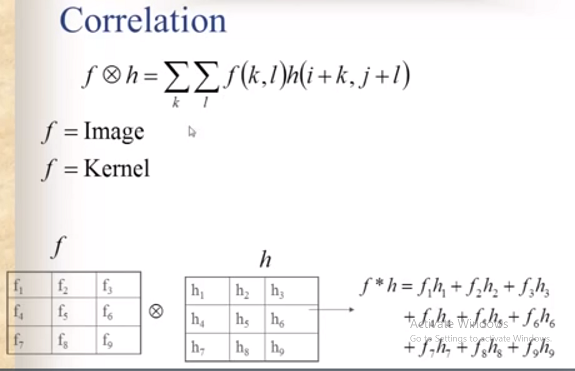 Correlation
f ⊗ h = ∑ ∑ f(k,l)h(i+k, j+l)
k l
f = Image
f = Kernel
f
h
f₁ f₂ f₃
f₄ f₅ f₆
f₇ f₈ f₉
⊗
h₁ h₂ h₃
h₄ h₅ h₆
h₇ h₈ h₉
f * h = f₁h₁ + f₂h₂ + f₃h₃
+ f₄h₄ + f₅h₅ + f₆h₆
+ f₇h₇ + f₈h₈ + f₉h₉
Activate Windows
Go to Settings to activate Windows.